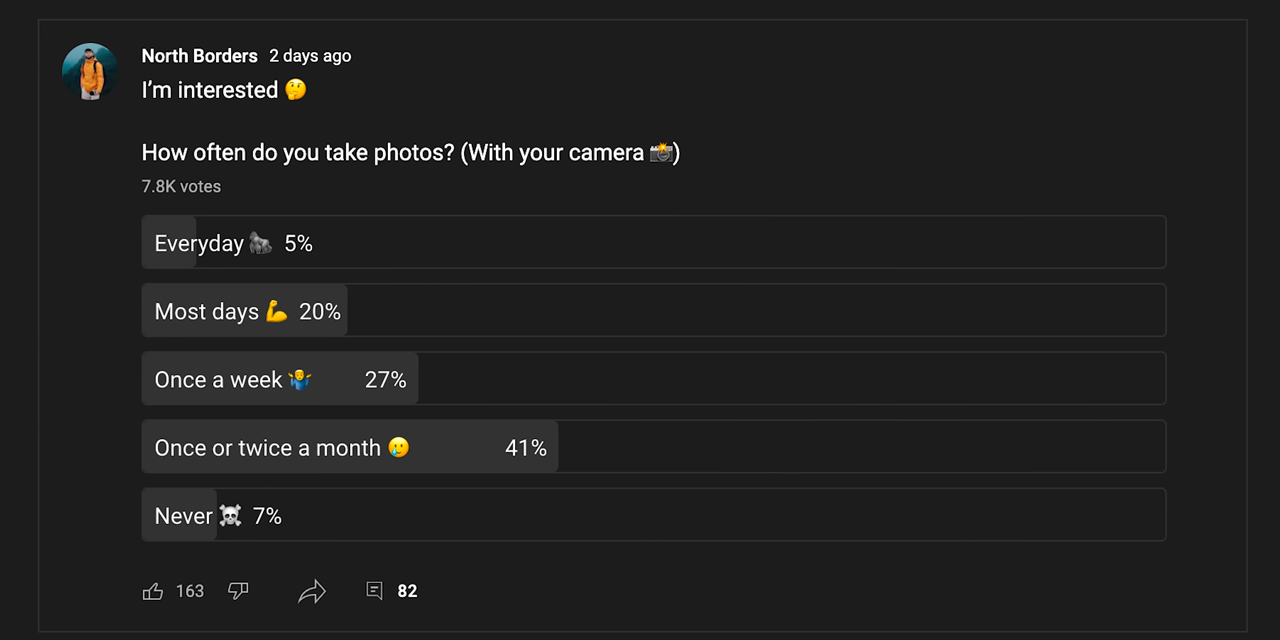 North Borders 2 days ago
I’m interested 🤔
How often do you take photos? (With your camera 📸)
7.8K votes
Everyday 🦍 5%
Most days 💪 20%
Once a week 🤷‍♂️ 27%
Once or twice a month 🥲 41%
Never ☠️ 7%
163 82